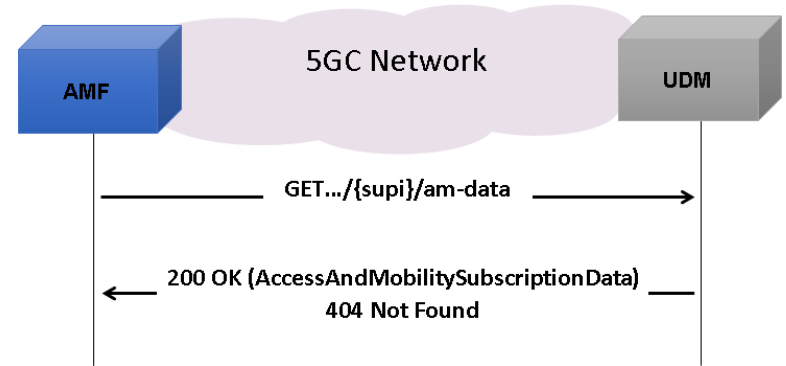 5GC Network
AMF
UDM
GET.../{supi}/am-data
200 OK (AccessAndMobilitySubscriptionData)
404 Not Found